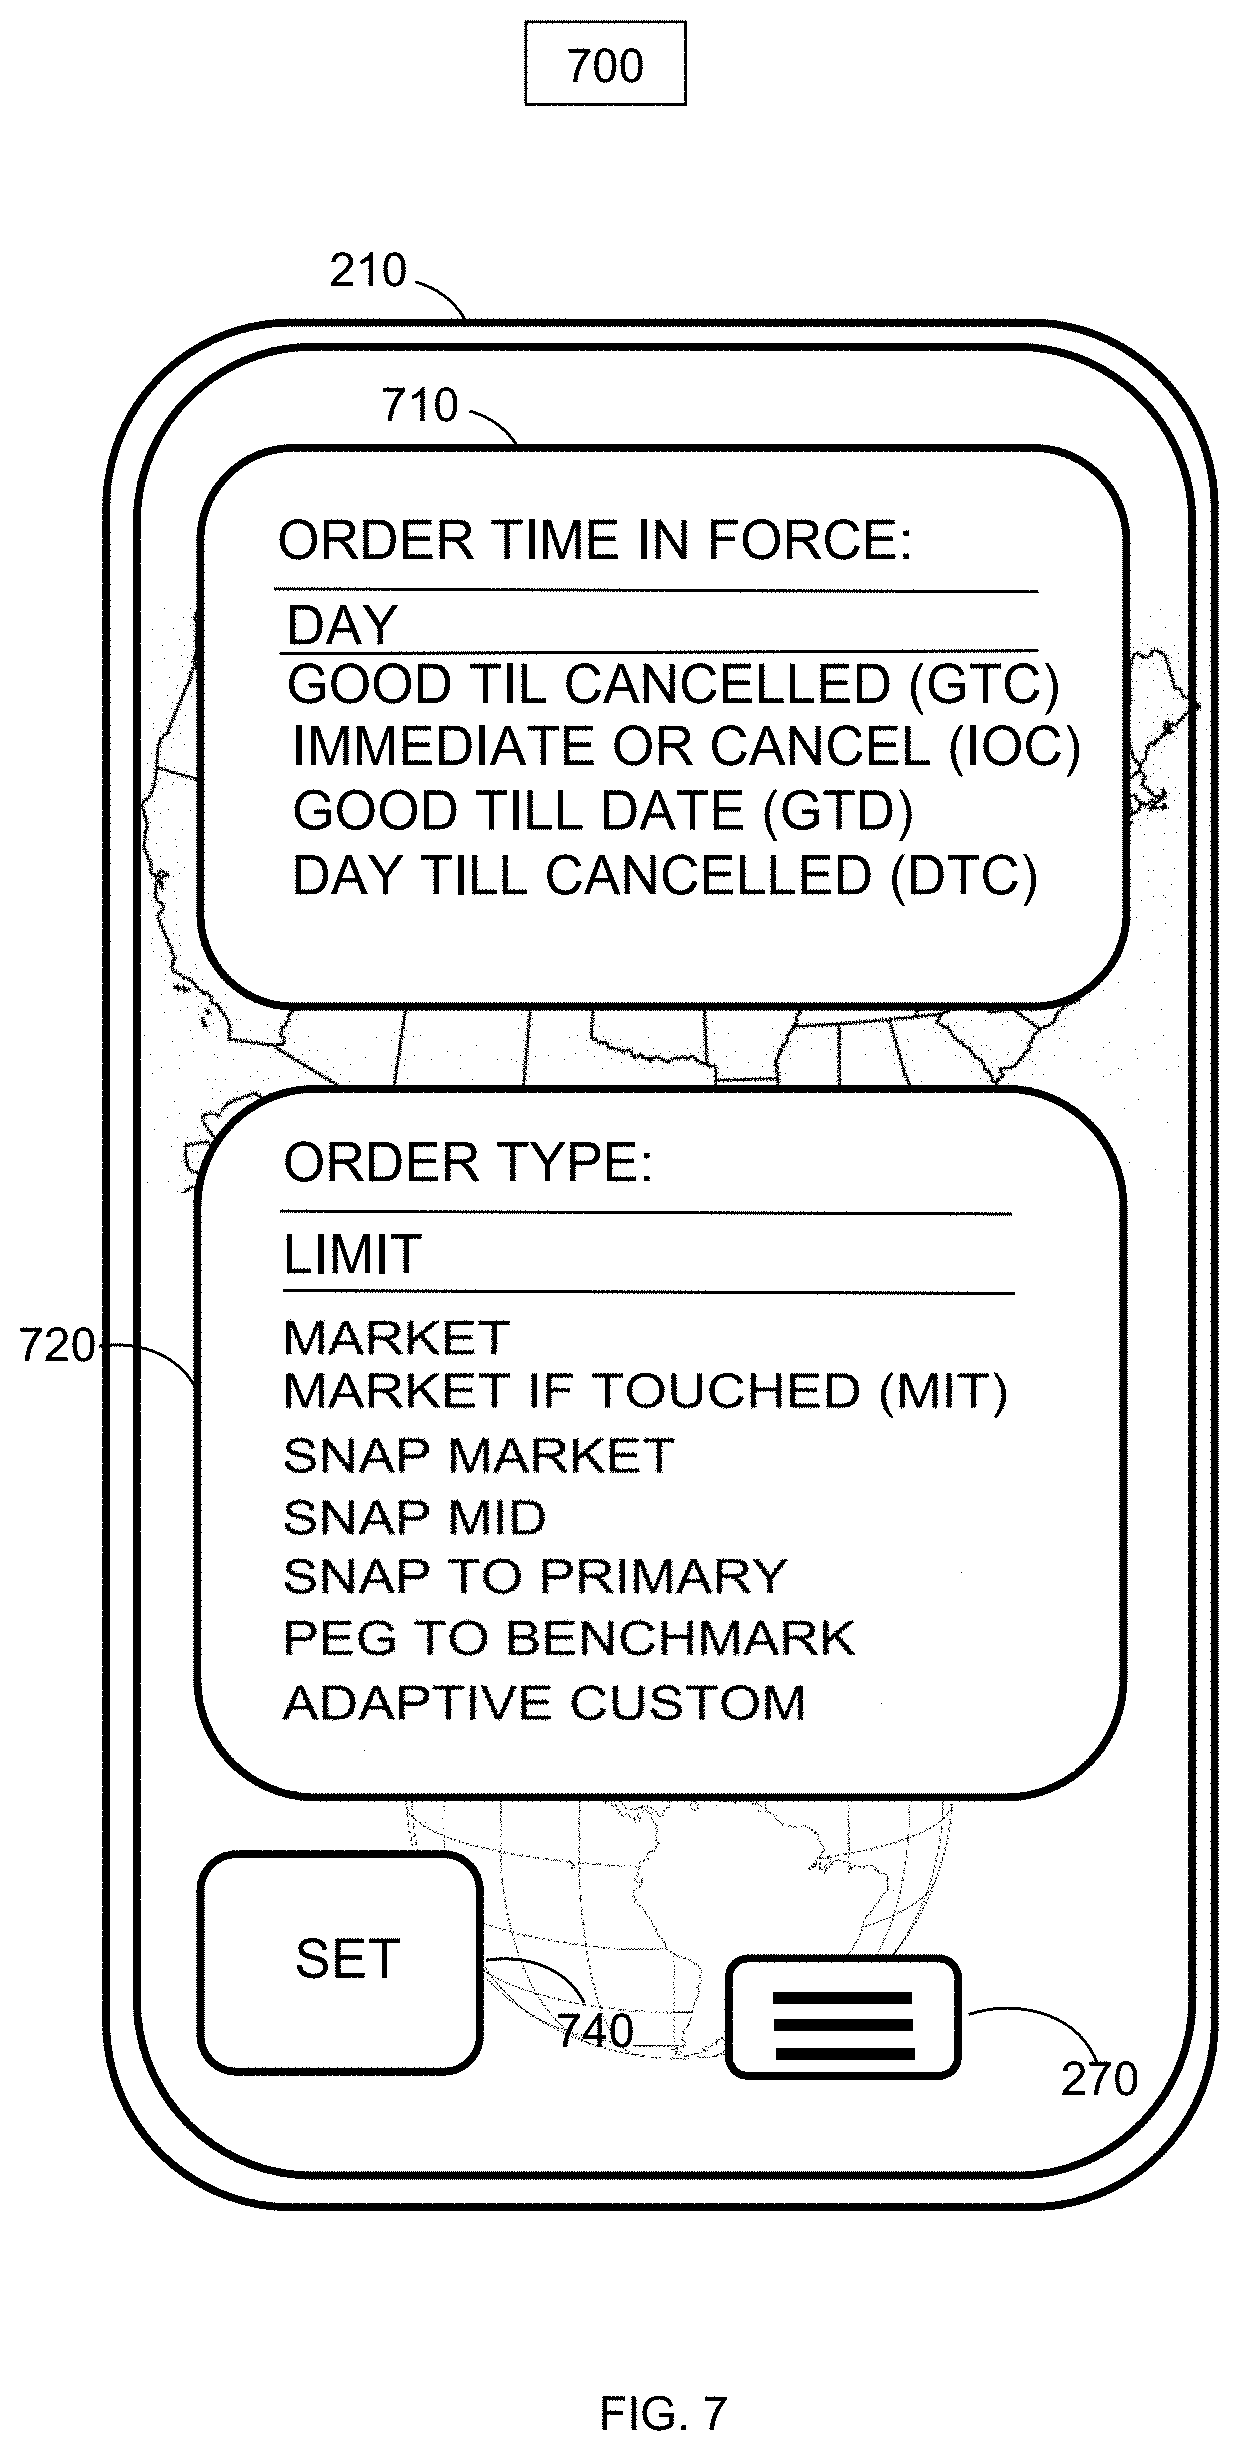 700
210
710
ORDER TIME IN FORCE:
DAY
GOOD TIL CANCELLED (GTC)
IMMEDIATE OR CANCEL (IOC)
GOOD TILL DATE (GTD)
DAY TILL CANCELLED (DTC)
ORDER TYPE:
LIMIT
720
MARKET
MARKET IF TOUCHED (MIT)
SNAP MARKET
SNAP MID
SNAP TO PRIMARY
PEG TO BENCHMARK
ADAPTIVE CUSTOM
SET
740
270
FIG. 7